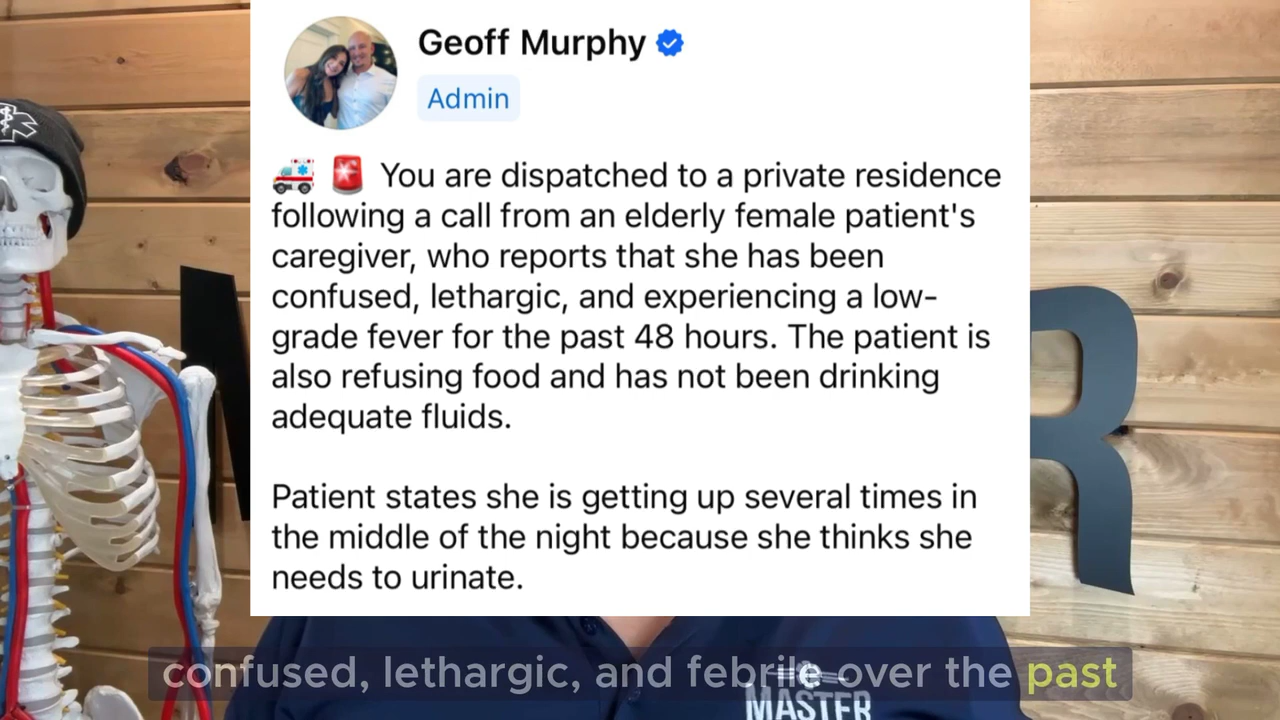 Geoff Murphy
Admin
You are dispatched to a private residence
following a call from an elderly female patient's
caregiver, who reports that she has been
confused, lethargic, and experiencing a low-
grade fever for the past 48 hours. The patient is
also refusing food and has not been drinking
adequate fluids.
Patient states she is getting up several times in
the middle of the night because she thinks she
needs to urinate.
confused, lethargic, and febrile over the past
MASTER
R